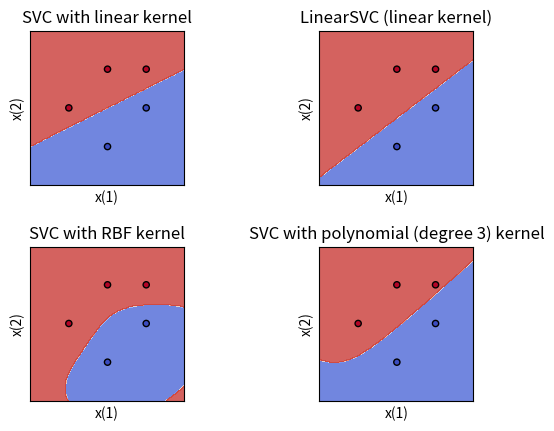 SVC with linear kernel
LinearSVC (linear kernel)
x(2)
x(2)
x(1)
x(1)
SVC with RBF kernel
SVC with polynomial (degree 3) kernel
x(2)
x(2)
x(1)
x(1)